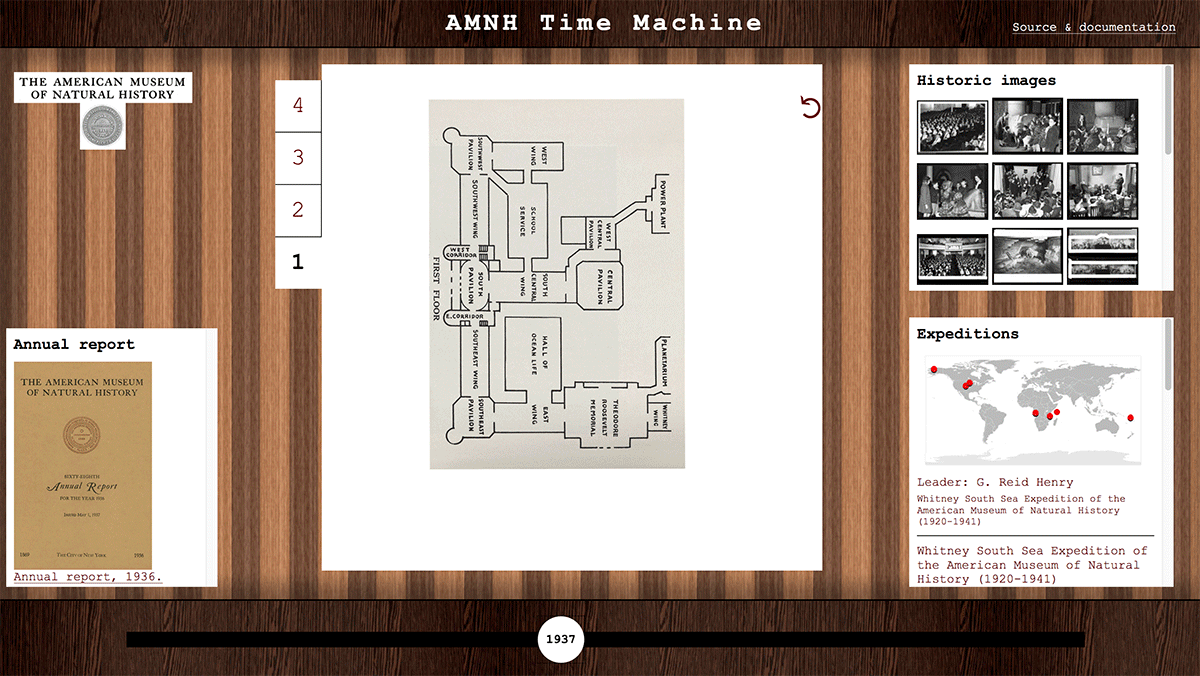 AMNH Time Machine
Source & documentation
THE AMERICAN MUSEUM
OF NATURAL HISTORY
4
3
2
1
SOUTHWEST
PAVILION
WEST
WING
SOUTHWEST WING
SCHOOL
SERVICE
POWER PLANT
WEST
CENTRAL
PAVILION
WEST
CORRIDOR
FIRST FLOOR
SOUTH
PAVILION
SOUTH
CENTRAL
WING
CENTRAL
PAVILION
E. CORRIDOR
SOUTHEAST WING
HALL OF
OCEAN LIFE
PLANETARIUM
SOUTHEAST
PAVILION
EAST
WING
THEODORE
ROOSEVELT
MEMORIAL
WHITNEY
WING
Historic images
Annual report
THE AMERICAN MUSEUM
OF NATURAL HISTORY
SIXTY-EIGHTH
Annual Report
FOR THE YEAR 1936
ISSUED MAY 1, 1937
1869 THE CITY OF NEW YORK 1936
Annual report, 1936.
Expeditions
Leader: G. Reid Henry
Whitney South Sea Expedition of the
American Museum of Natural History
(1920-1941)
Whitney South Sea Expedition of
the American Museum of Natural
History (1920-1941)
1937